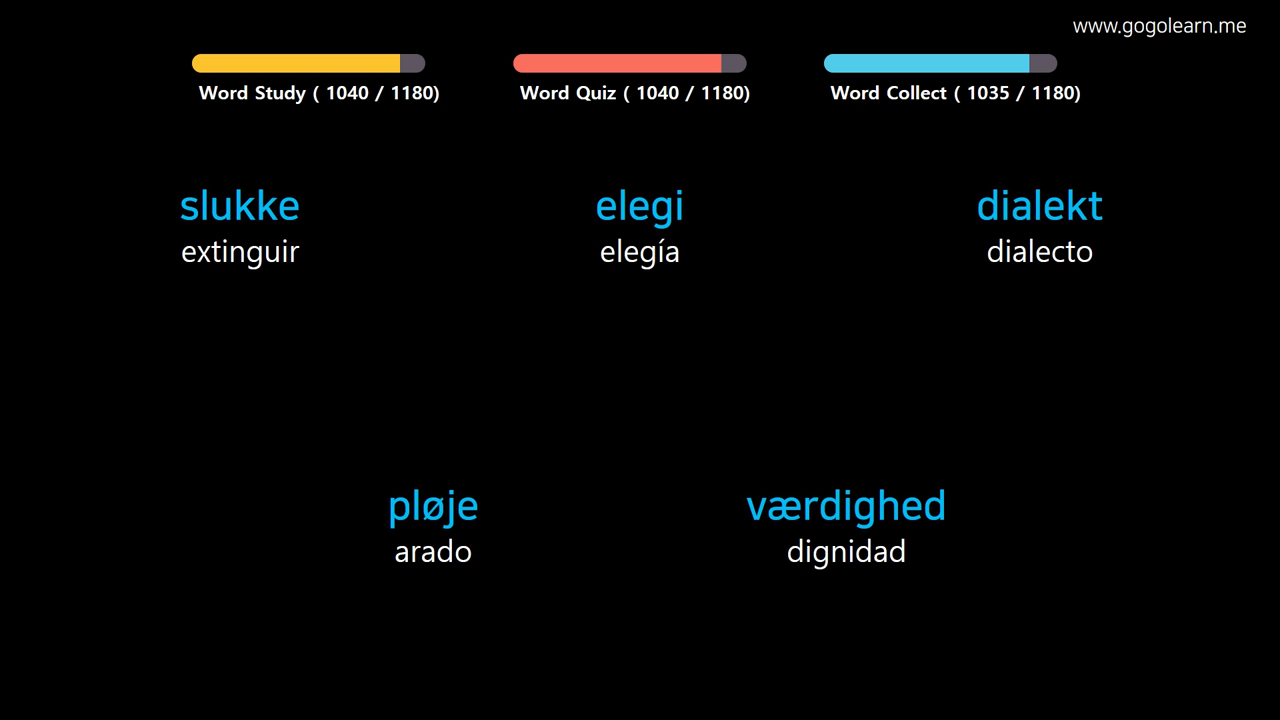 www.gogolearn.me
Word Study ( 1040 / 1180)
Word Quiz ( 1040 / 1180)
Word Collect ( 1035 / 1180)
slukke
extinguir
elegi
elegía
dialekt
dialecto
pløje
arado
værdighed
dignidad